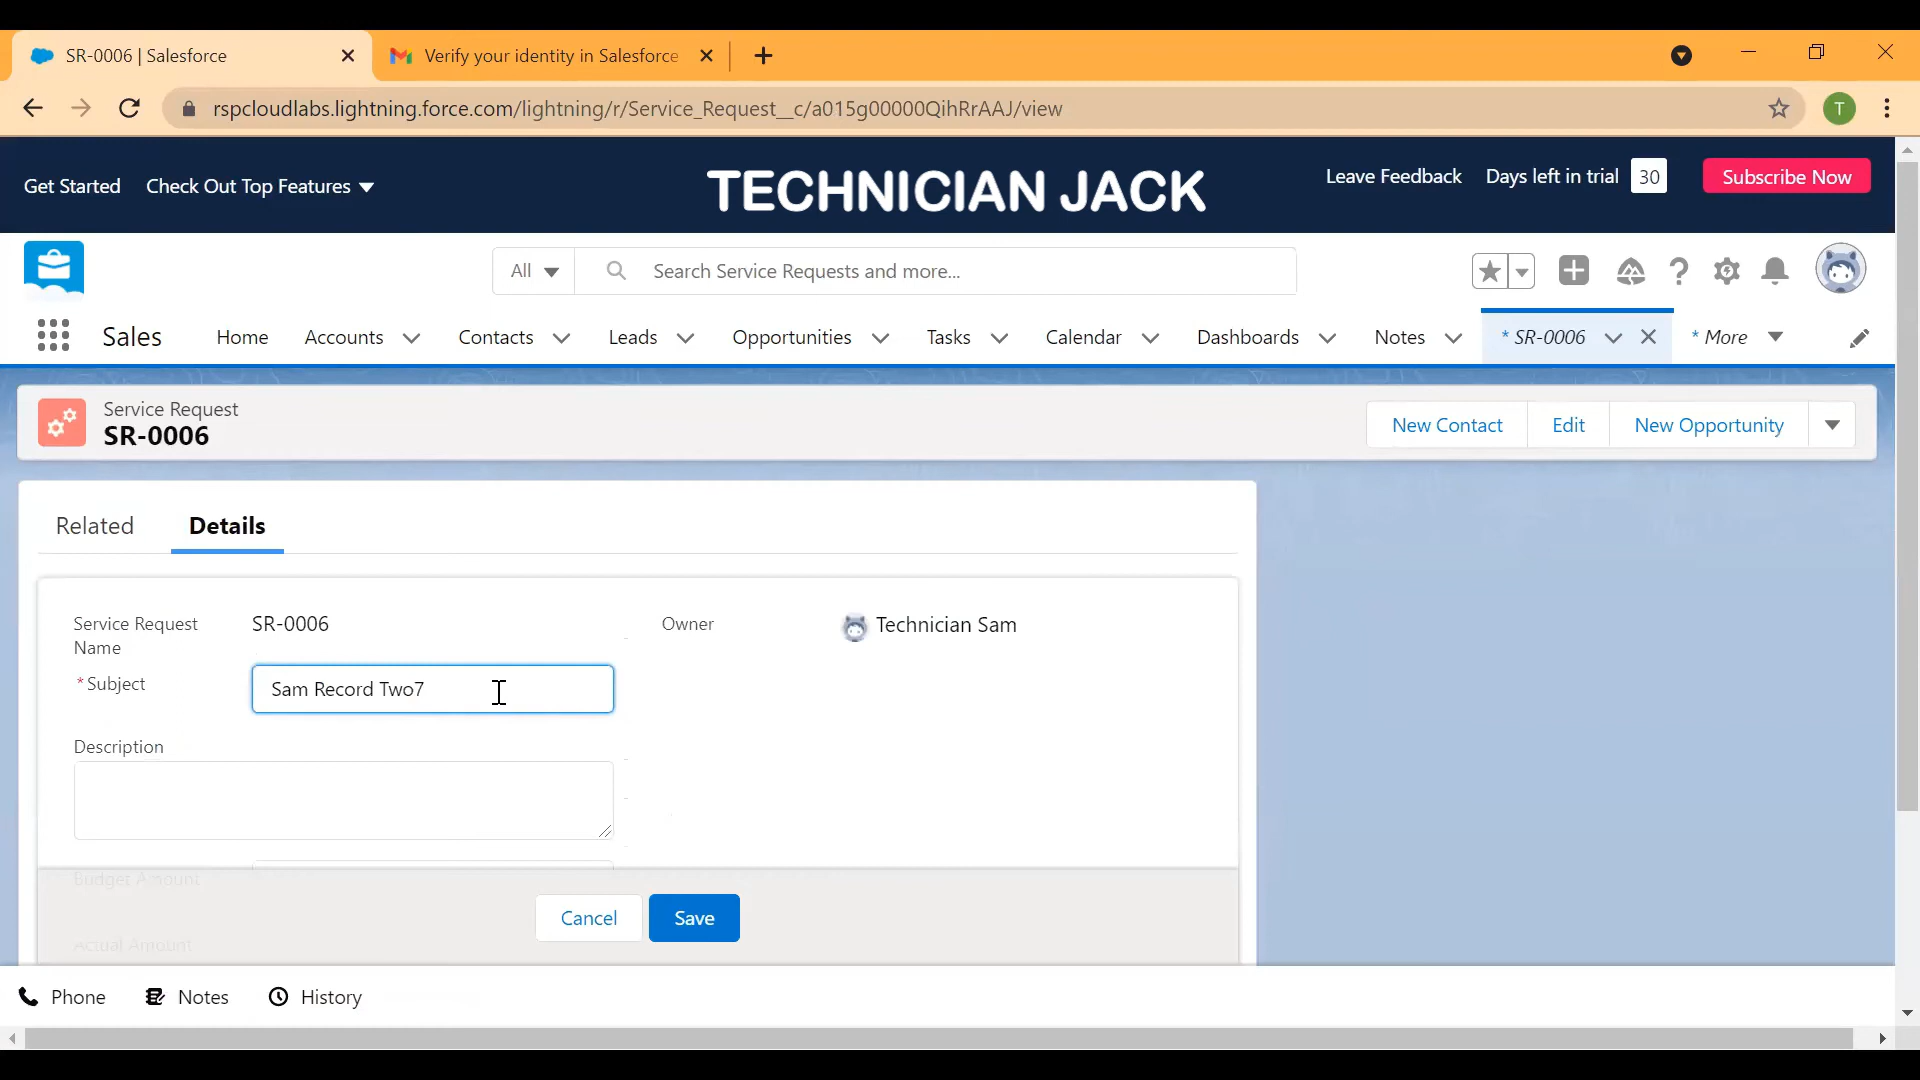 SR-0006 | Salesforce
Verify your identity in Salesforce
rspcloudlabs.lightning.force.com/lightning/r/Service_Request__c/a015g00000QihRrAAJ/view
T
Get Started
Check Out Top Features
TECHNICIAN JACK
Leave Feedback
Days left in trial
30
Subscribe Now
All
Search Service Requests and more...
Sales
Home
Accounts
Contacts
Leads
Opportunities
Tasks
Calendar
Dashboards
Notes
* SR-0006
* More
Service Request
SR-0006
New Contact
Edit
New Opportunity
Related
Details
Service Request
Name
SR-0006
Owner
Technician Sam
*Subject
Sam Record Two7
Description
Budget Amount
Cancel
Save
Actual Amount
Phone
Notes
History